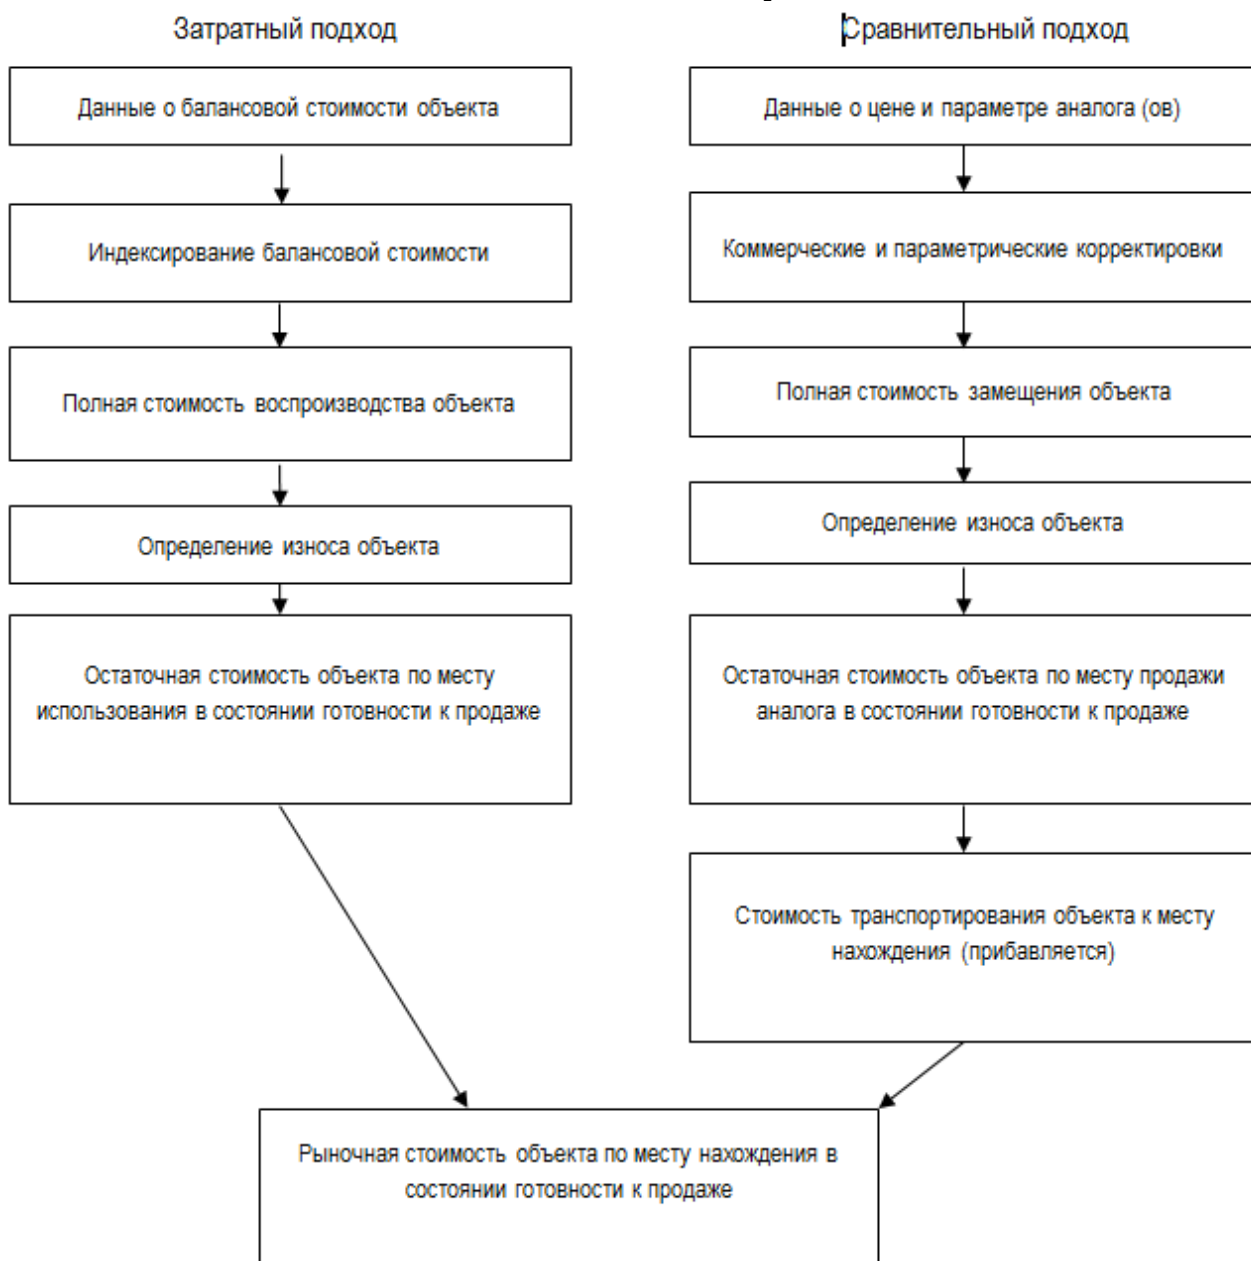 Затратный подход
Сравнительный подход
Данные о балансовой стоимости объекта
Данные о цене и параметре аналога (ов)
Индексирование балансовой стоимости
Коммерческие и параметрические корректировки
Полная стоимость воспроизводства объекта
Полная стоимость замещения объекта
Определение износа объекта
Определение износа объекта
Остаточная стоимость объекта по месту
использования в состоянии готовности к продаже
Остаточная стоимость объекта по месту продажи
аналога в состоянии готовности к продаже
Стоимость транспортирования объекта к месту
нахождения (прибавляется)
Рыночная стоимость объекта по месту нахождения в
состоянии готовности к продаже